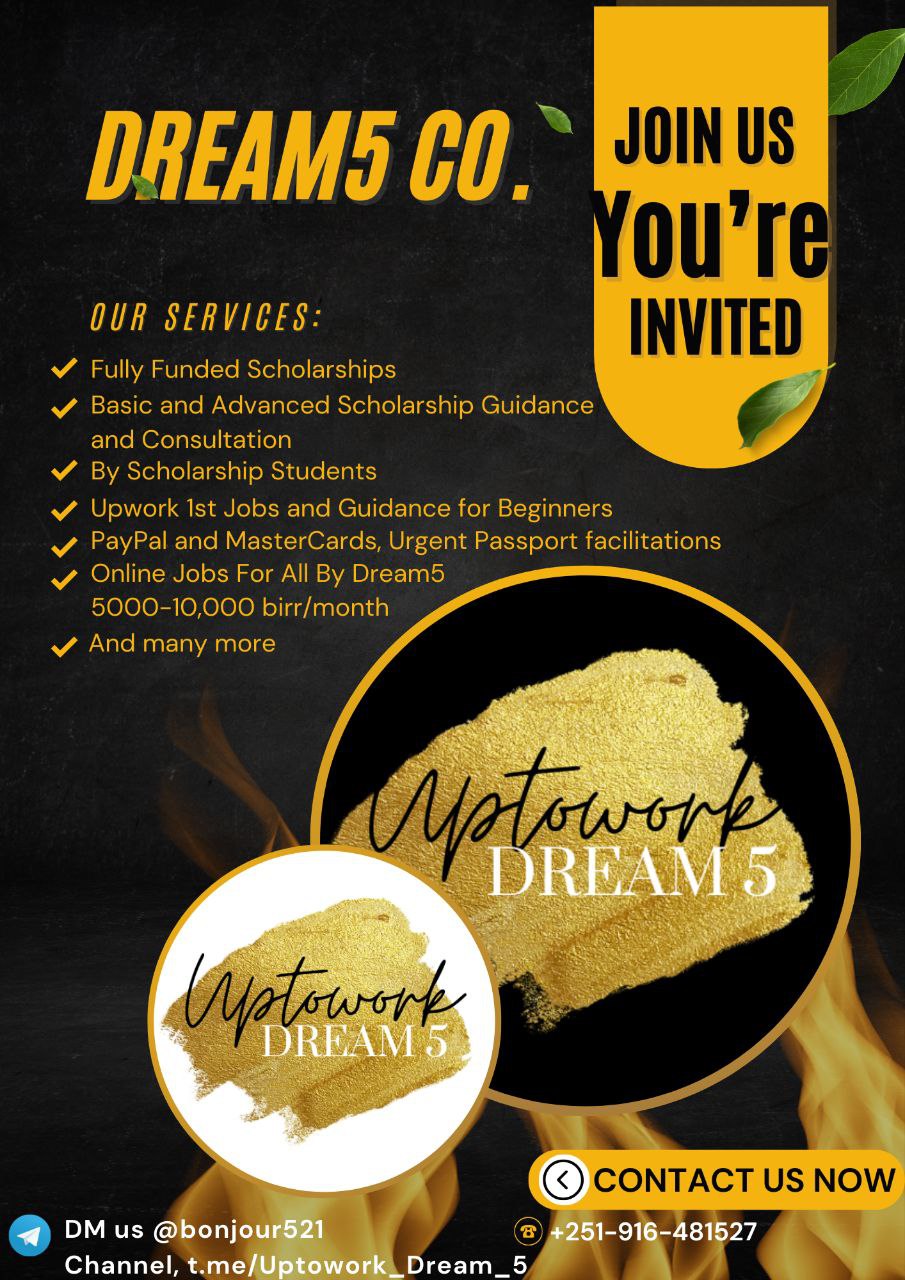 DREAM5 CO.
JOIN US
You're
INVITED
OUR SERVICES:
Fully Funded Scholarships
Basic and Advanced Scholarship Guidance
and Consultation
By Scholarship Students
Upwork 1st Jobs and Guidance for Beginners
PayPal and MasterCards, Urgent Passport facilitations
Online Jobs For All By Dream5
5000-10,000 birr/month
And many more
Uptowork
DREAM 5
Uptowork
DREAM 5
CONTACT US NOW
DM us @bonjour521
Channel, t.me/Uptowork_Dream_5
+251-916-481527